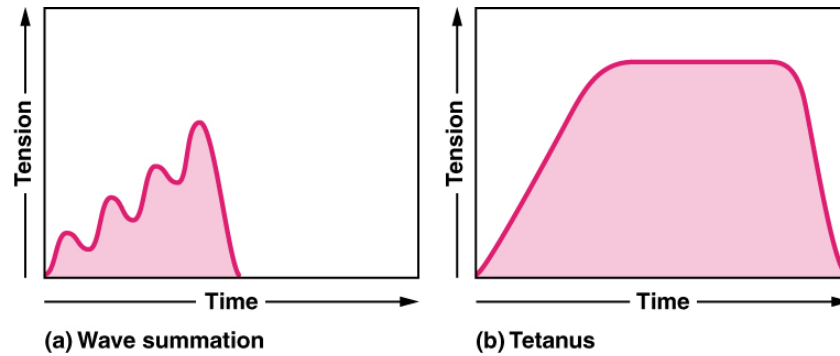 Tension
Time
(a) Wave summation
Tension
Time
(b) Tetanus